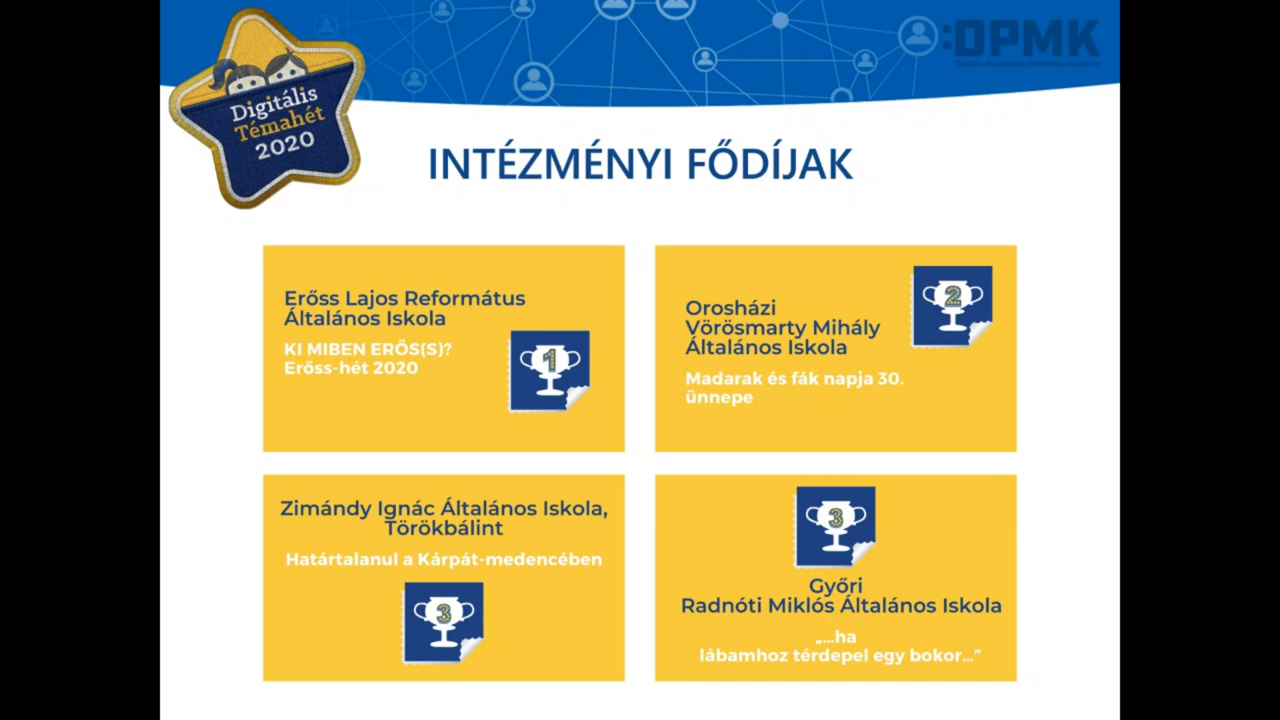 Digitális
Témahét
2020
:DPMK
INTÉZMÉNYI FŐDÍJAK
Erőss Lajos Református
Általános Iskola
KI MIBEN ERŐS(S)?
Erőss-hét 2020
1
Orosházi
Vörösmarty Mihály
Általános Iskola
Madarak és fák napja 30.
ünnepe
2
Zimándy Ignác Általános Iskola,
Törökbálint
Határtalanul a Kárpát-medencében
3
3
Győri
Radnóti Miklós Általános Iskola
„...ha
lábamhoz térdepel egy bokor...”